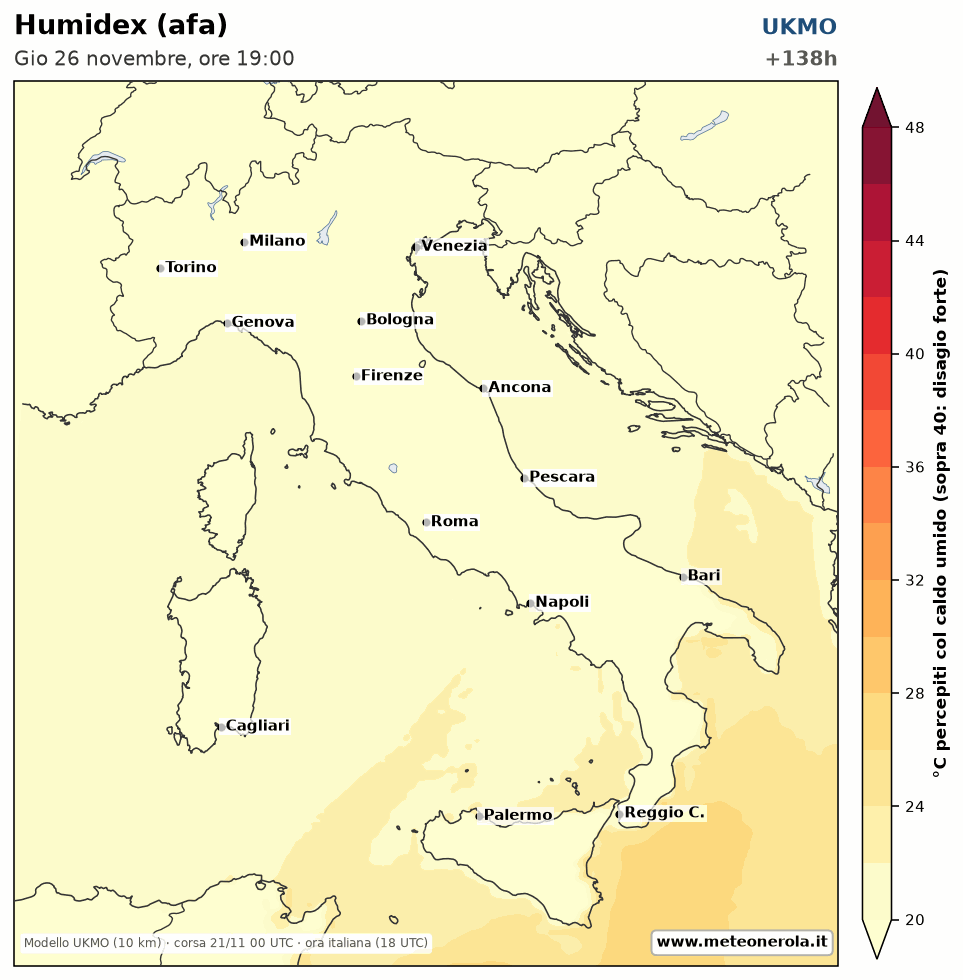 Humidex (afa)
UKMO
Gio 26 novembre, ore 19:00
+138h
48
44
40
36
32
28
24
20
°C percepiti col caldo umido (sopra 40: disagio forte)
Milano
Venezia
Torino
Genova
Bologna
Firenze
Ancona
Pescara
Roma
Bari
Napoli
Cagliari
Palermo
Reggio C.
Modello UKMO (10 km) · corsa 21/11 00 UTC · ora italiana (18 UTC)
www.meteonerola.it